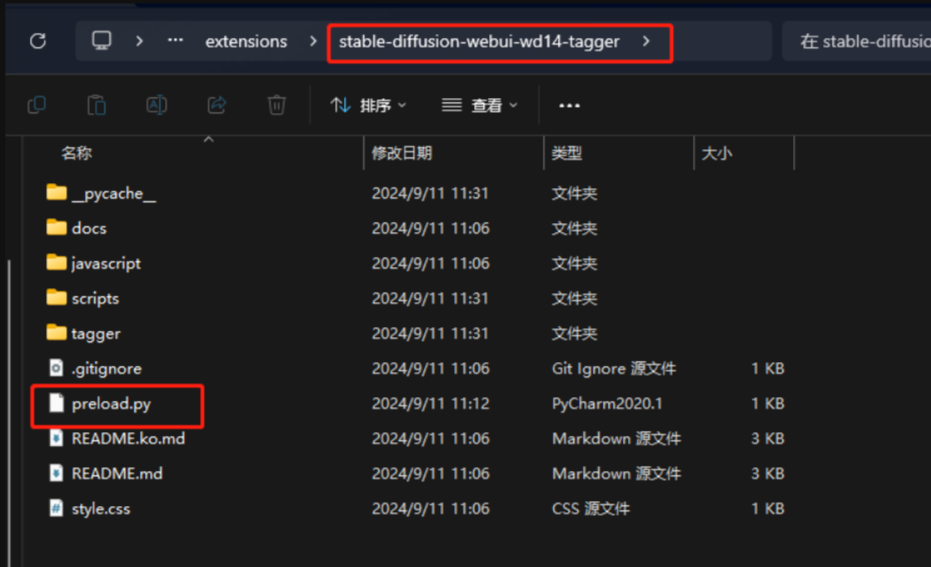 extensions > stable-diffusion-webui-wd14-tagger > 在 stable-diffusio
排序 查看
名称 修改日期 类型 大小
__pycache__ 2024/9/11 11:31 文件夹
docs 2024/9/11 11:06 文件夹
javascript 2024/9/11 11:06 文件夹
scripts 2024/9/11 11:31 文件夹
tagger 2024/9/11 11:31 文件夹
.gitignore 2024/9/11 11:06 Git Ignore 源文件 1 KB
preload.py 2024/9/11 11:12 PyCharm2020.1 1 KB
README.ko.md 2024/9/11 11:06 Markdown 源文件 3 KB
README.md 2024/9/11 11:06 Markdown 源文件 3 KB
style.css 2024/9/11 11:06 CSS 源文件 1 KB